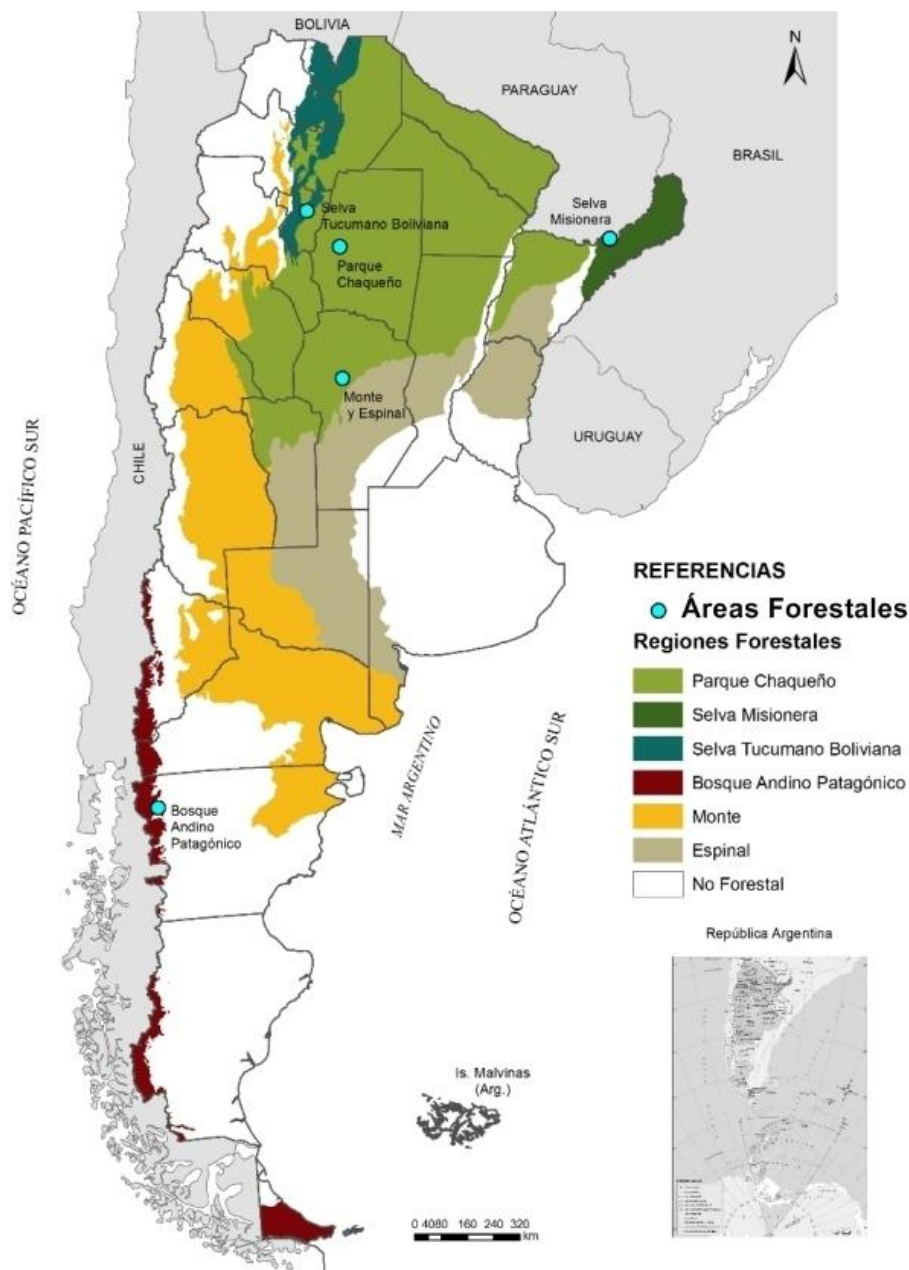 BOLIVIA
N
PARAGUAY
BRASIL
Selva
Tucumano Boliviana
Selva
Misionera
Parque
Chaqueño
Monte
y Espinal
URUGUAY
CHILE
OCÉANO PACÍFICO SUR
REFERENCIAS
Áreas Forestales
Regiones Forestales
Parque Chaqueño
Selva Misionera
Selva Tucumano Boliviana
Bosque Andino Patagónico
Monte
Espinal
No Forestal
MAR ARGENTINO
OCÉANO ATLÁNTICO SUR
Bosque
Andino
Patagónico
República Argentina
Is. Malvinas
(Arg.)
0 4080 160 240 320
km